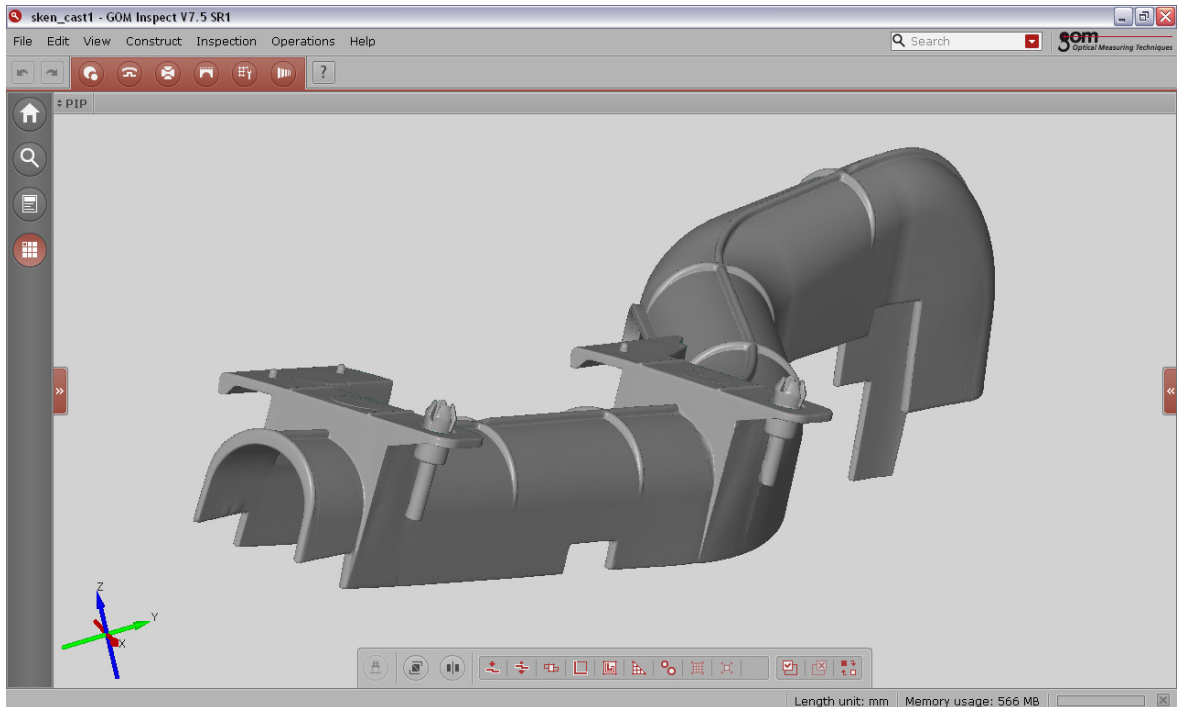 sken_cast1 - GOM Inspect V7.5 SR1
File Edit View Construct Inspection Operations Help
Search
gom
Optical Measuring Techniques
?
PIP
Z
Y
X
Length unit: mm Memory usage: 566 MB